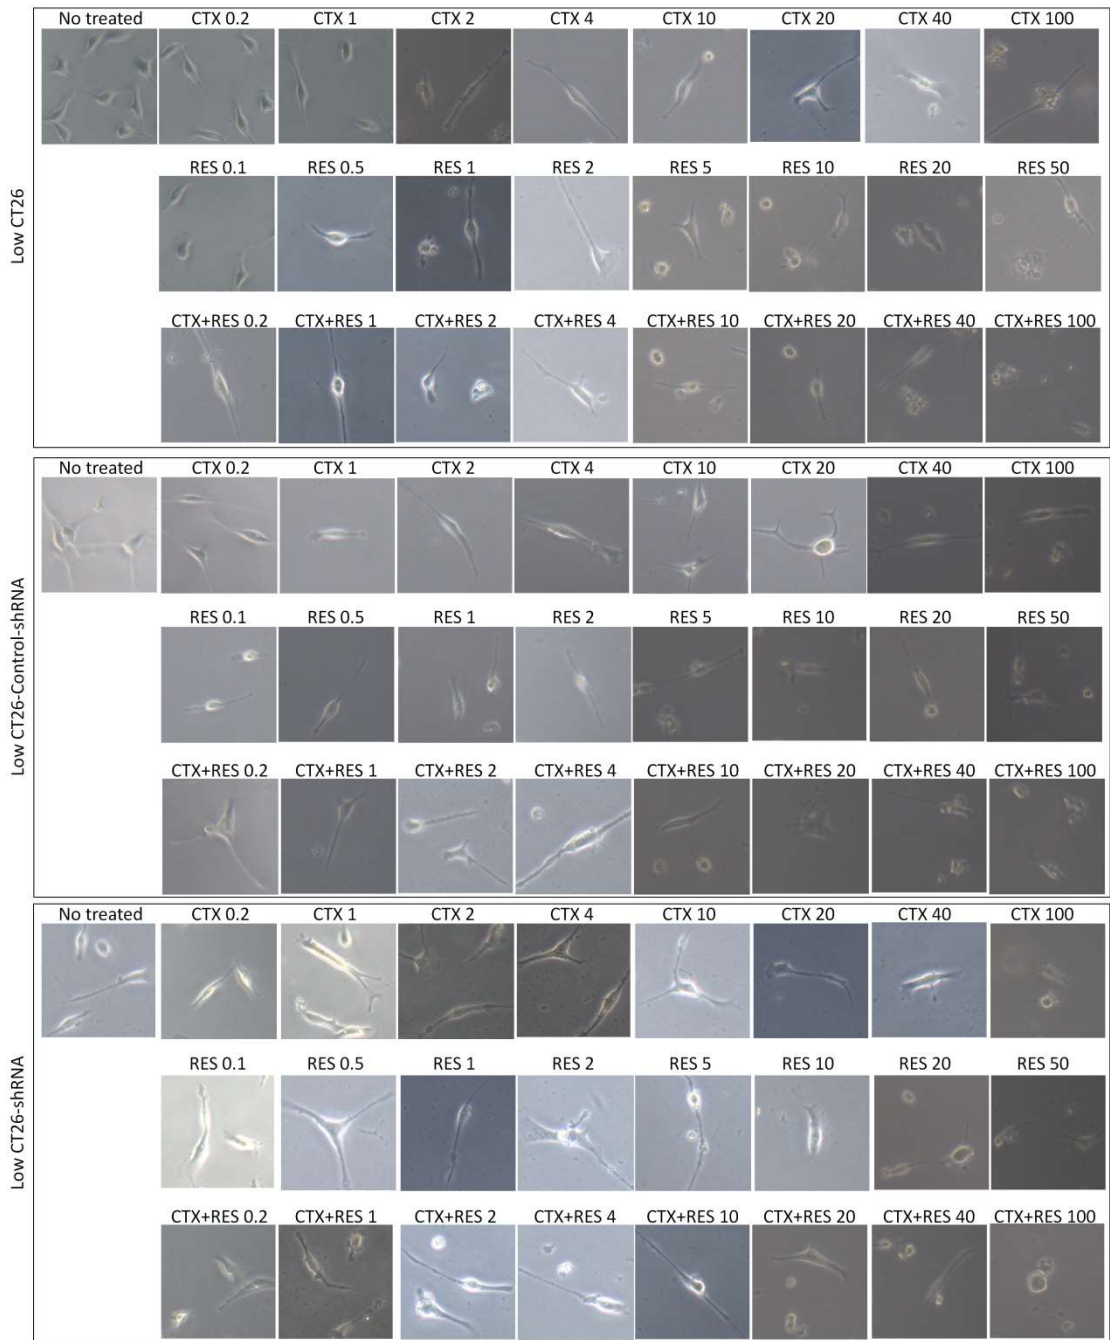 No treated CTX 0.2 CTX 1 CTX 2 CTX 4 CTX 10 CTX 20 CTX 40 CTX 100
Low CT26
RES 0.1 RES 0.5 RES 1 RES 2 RES 5 RES 10 RES 20 RES 50
CTX+RES 0.2 CTX+RES 1 CTX+RES 2 CTX+RES 4 CTX+RES 10 CTX+RES 20 CTX+RES 40 CTX+RES 100
No treated CTX 0.2 CTX 1 CTX 2 CTX 4 CTX 10 CTX 20 CTX 40 CTX 100
Low CT26-Control-shRNA
RES 0.1 RES 0.5 RES 1 RES 2 RES 5 RES 10 RES 20 RES 50
CTX+RES 0.2 CTX+RES 1 CTX+RES 2 CTX+RES 4 CTX+RES 10 CTX+RES 20 CTX+RES 40 CTX+RES 100
No treated CTX 0.2 CTX 1 CTX 2 CTX 4 CTX 10 CTX 20 CTX 40 CTX 100
Low CT26-shRNA
RES 0.1 RES 0.5 RES 1 RES 2 RES 5 RES 10 RES 20 RES 50
CTX+RES 0.2 CTX+RES 1 CTX+RES 2 CTX+RES 4 CTX+RES 10 CTX+RES 20 CTX+RES 40 CTX+RES 100